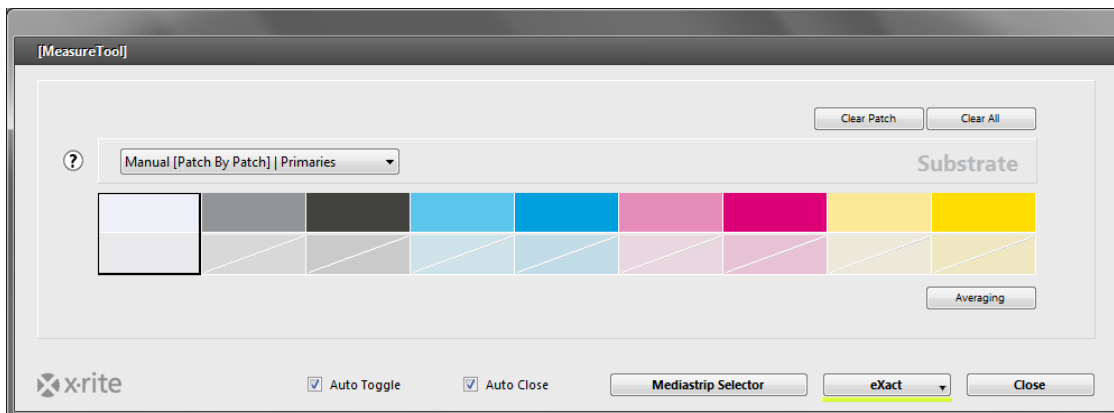 [MeasureTool]
Clear Patch
Clear All
?
Manual [Patch By Patch] | Primaries
Substrate
Averaging
x·rite
Auto Toggle
Auto Close
Mediastrip Selector
eXact
Close